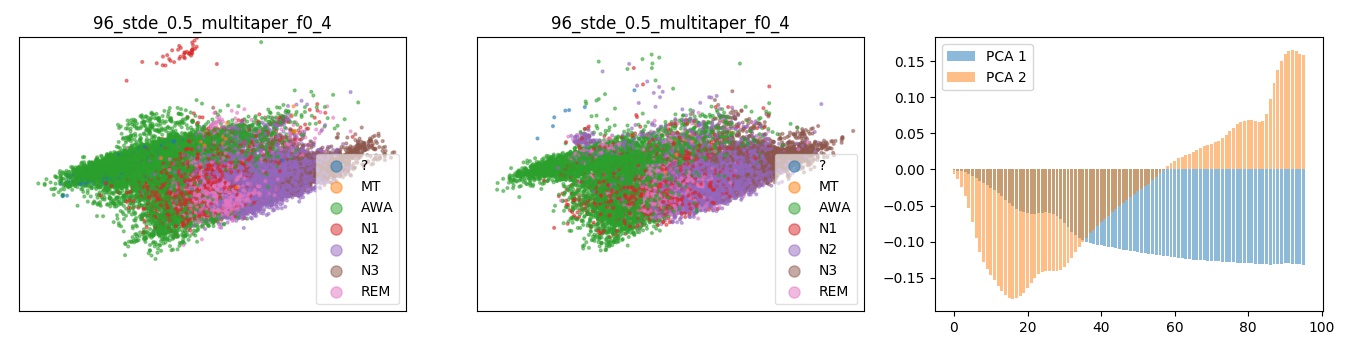 96_stde_0.5_multitaper_f0_4
?
MT
AWA
N1
N2
N3
REM
96_stde_0.5_multitaper_f0_4
?
MT
AWA
N1
N2
N3
REM
PCA 1
PCA 2
0.15
0.10
0.05
0.00
−0.05
−0.10
−0.15
0
20
40
60
80
100